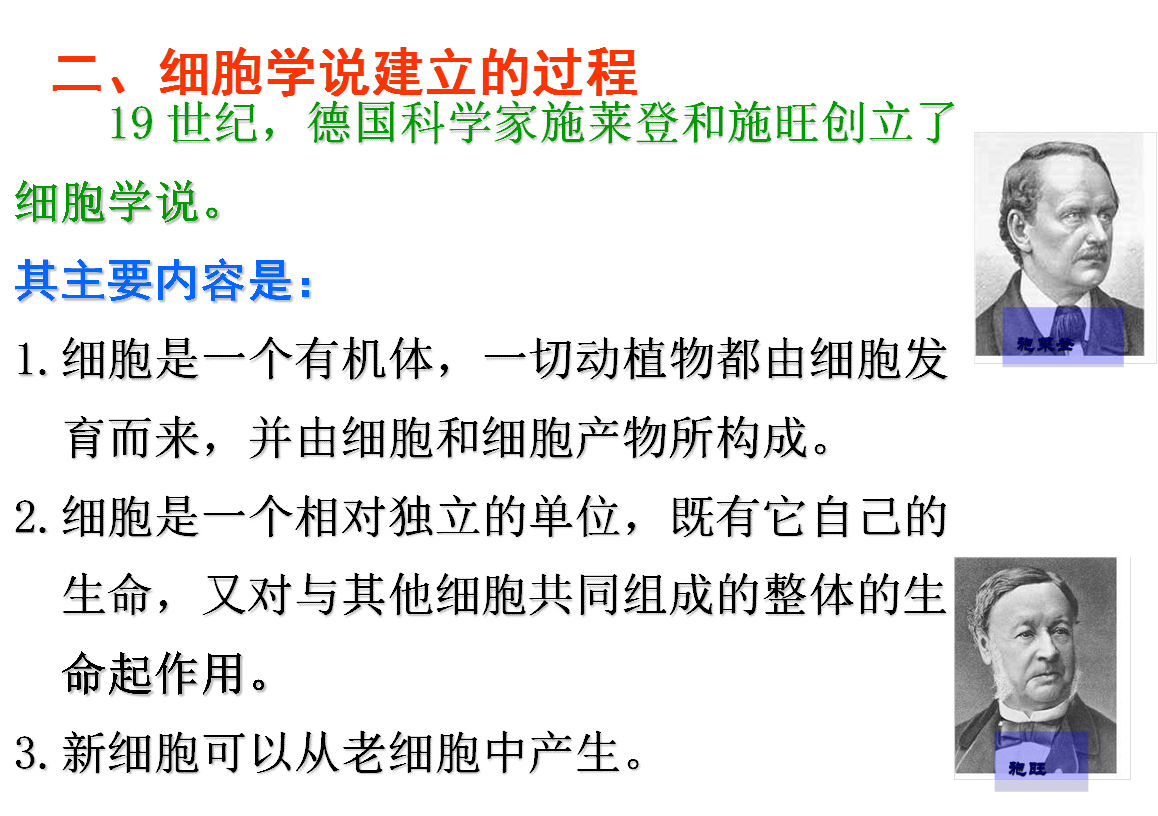 二、细胞学说建立的过程
19世纪，德国科学家施莱登和施旺创立了
细胞学说。
其主要内容是：
1.细胞是一个有机体，一切动植物都由细胞发
育而来，并由细胞和细胞产物所构成。
2.细胞是一个相对独立的单位，既有它自己的
生命，又对与其他细胞共同组成的整体的生
命起作用。
3.新细胞可以从老细胞中产生。
施莱登
施旺